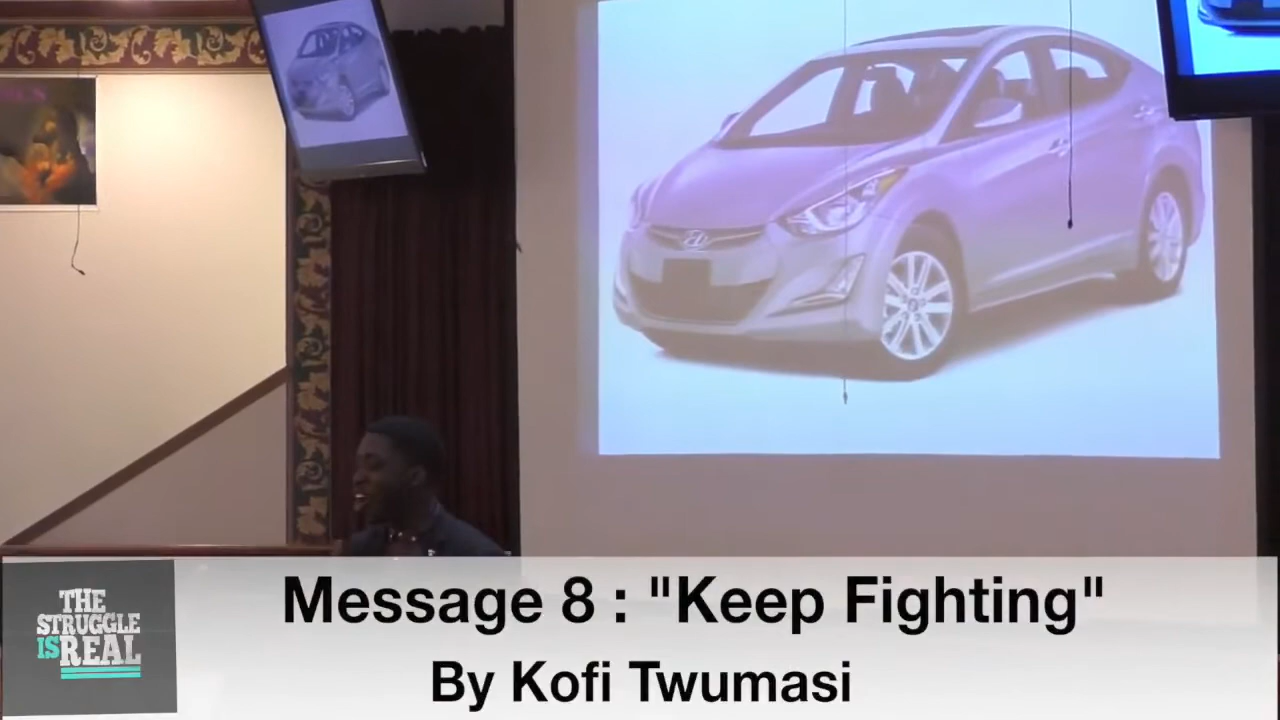 THE
STRUGGLE
IS REAL
Message 8 : "Keep Fighting"
By Kofi Twumasi